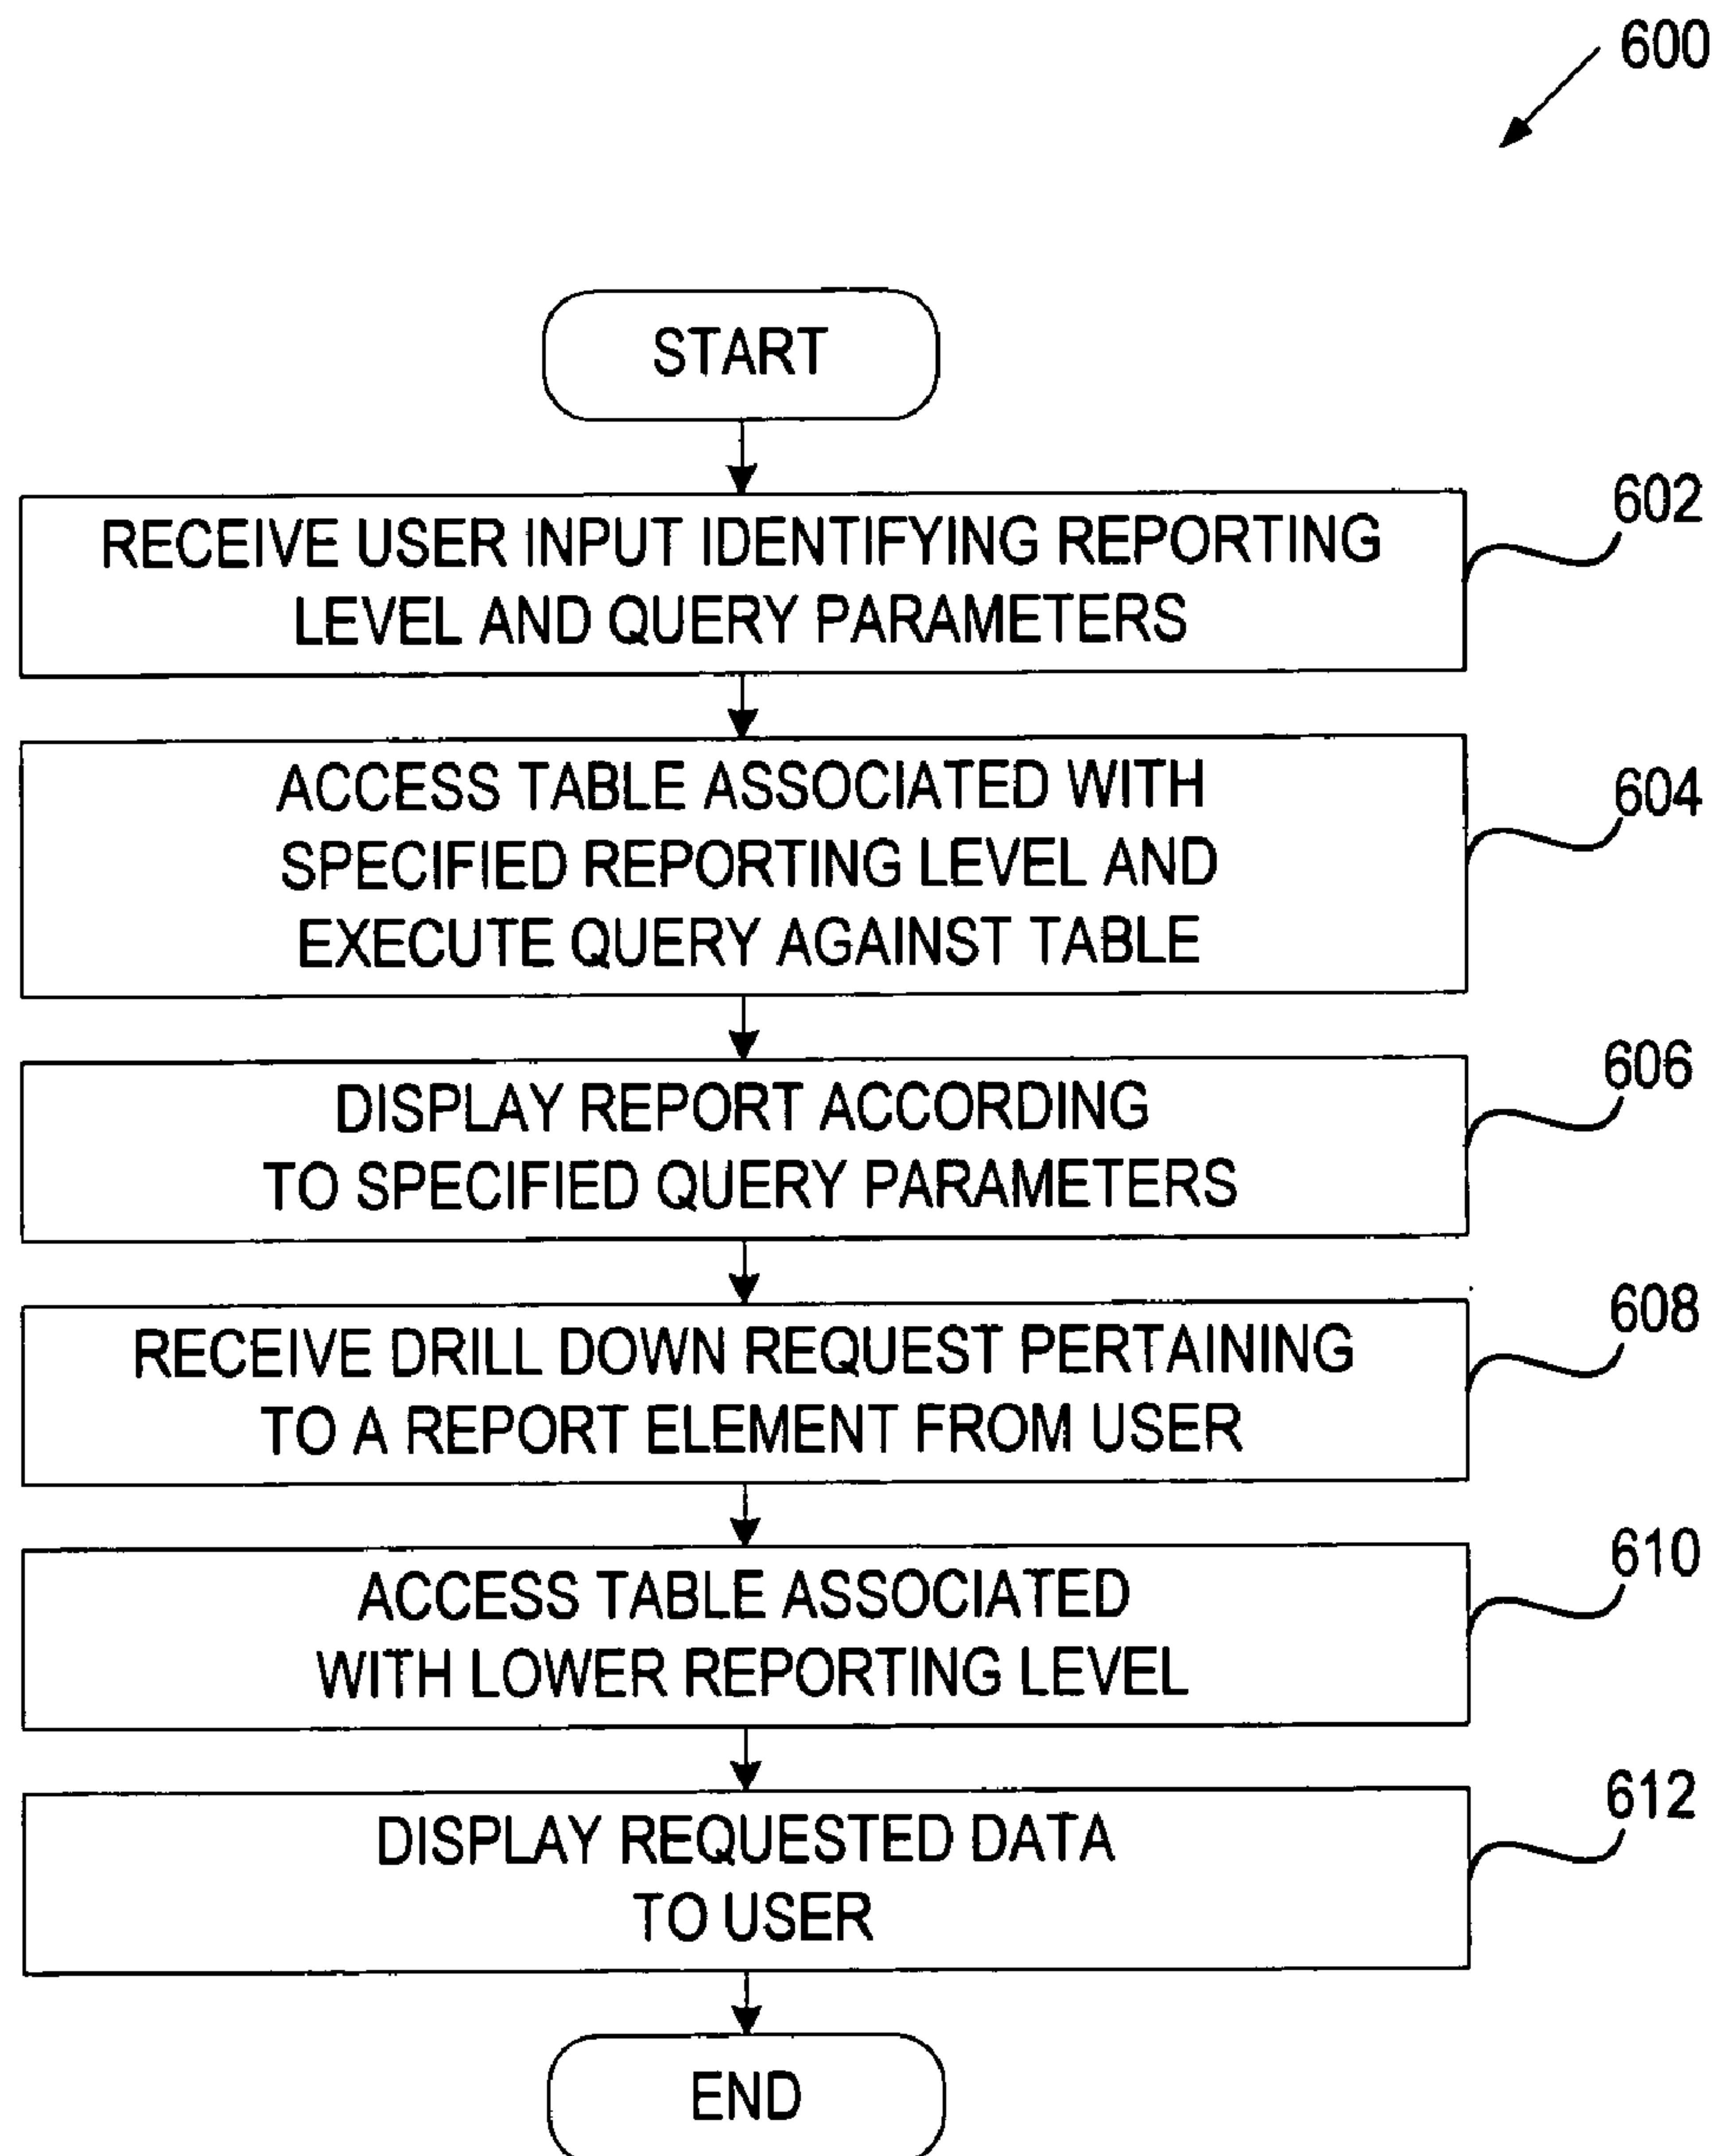 600
START
RECEIVE USER INPUT IDENTIFYING REPORTING
LEVEL AND QUERY PARAMETERS
602
ACCESS TABLE ASSOCIATED WITH
SPECIFIED REPORTING LEVEL AND
EXECUTE QUERY AGAINST TABLE
604
DISPLAY REPORT ACCORDING
TO SPECIFIED QUERY PARAMETERS
606
RECEIVE DRILL DOWN REQUEST PERTAINING
TO A REPORT ELEMENT FROM USER
608
ACCESS TABLE ASSOCIATED
WITH LOWER REPORTING LEVEL
610
DISPLAY REQUESTED DATA
TO USER
612
END